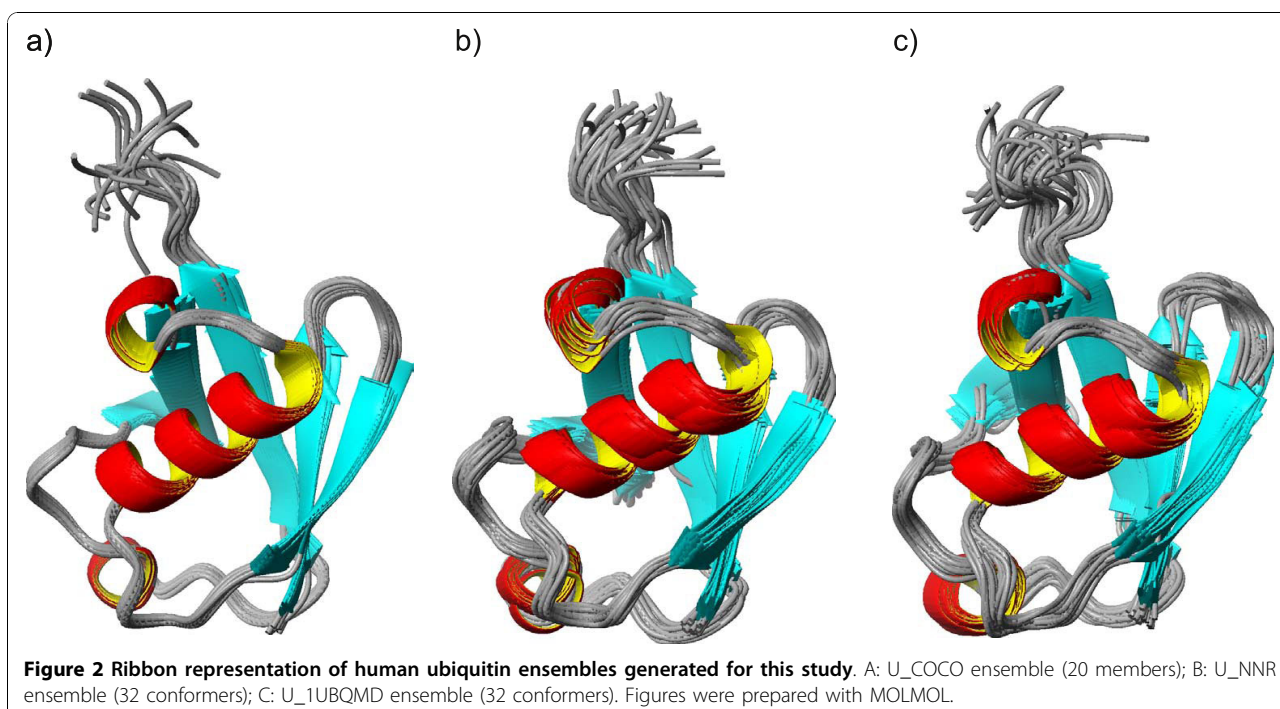 a)
b)
c)
Figure 2 Ribbon representation of human ubiquitin ensembles generated for this study. A: U_COCO ensemble (20 members); B: U_NNR
ensemble (32 conformers); C: U_1UBQMD ensemble (32 conformers). Figures were prepared with MOLMOL.